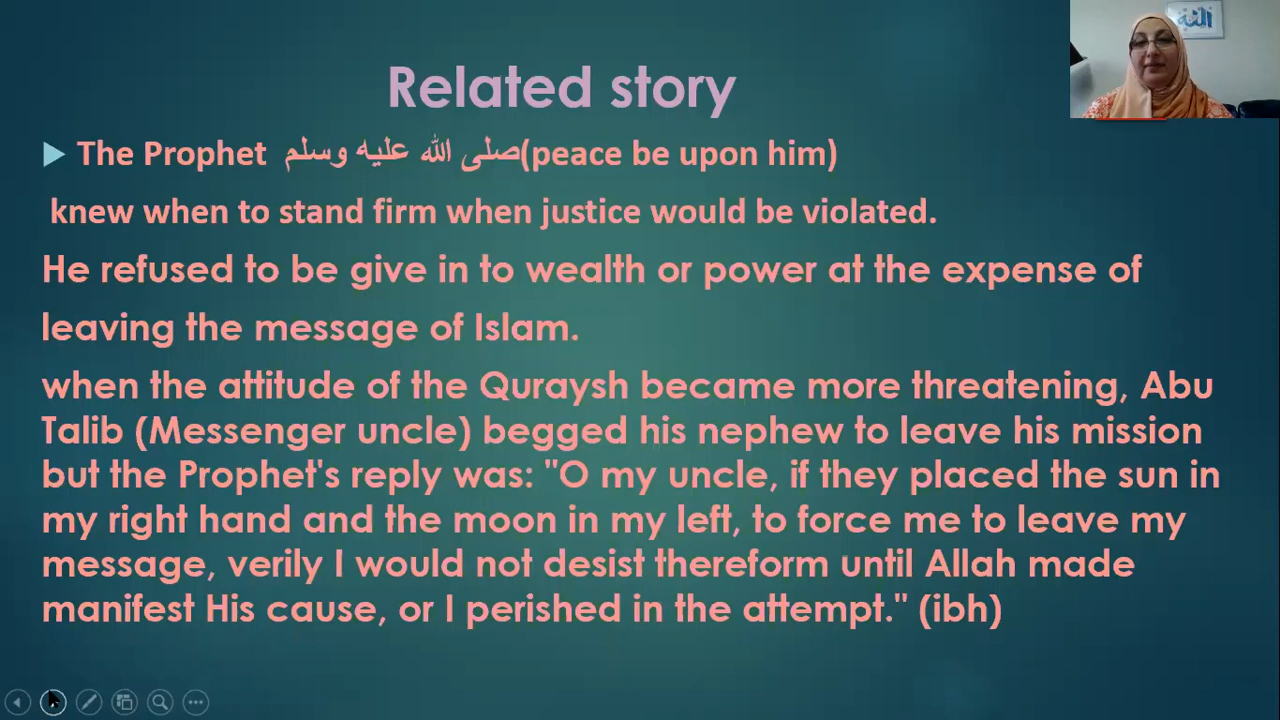 Related story
The Prophet صلى الله عليه وسلم(peace be upon him)
knew when to stand firm when justice would be violated.
He refused to be give in to wealth or power at the expense of
leaving the message of Islam.
when the attitude of the Quraysh became more threatening, Abu
Talib (Messenger uncle) begged his nephew to leave his mission
but the Prophet's reply was: "O my uncle, if they placed the sun in
my right hand and the moon in my left, to force me to leave my
message, verily I would not desist thereform until Allah made
manifest His cause, or I perished in the attempt." (ibh)
الله